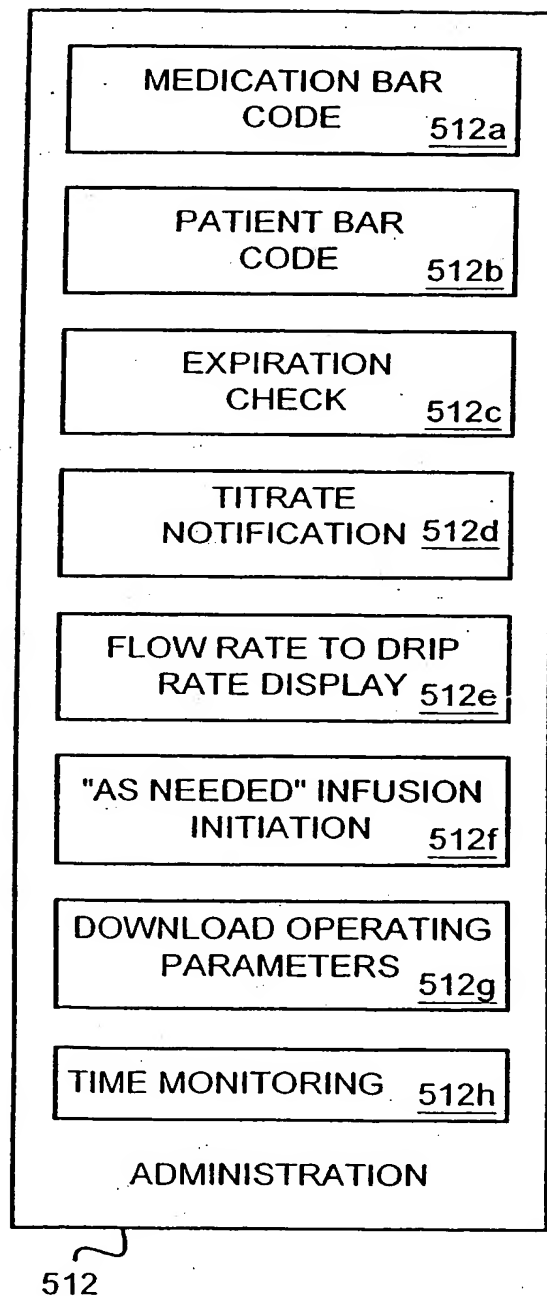 MEDICATION BAR
CODE 512a
PATIENT BAR
CODE 512b
EXPIRATION
CHECK 512c
TITRATE
NOTIFICATION 512d
FLOW RATE TO DRIP
RATE DISPLAY 512e
"AS NEEDED" INFUSION
INITIATION 512f
DOWNLOAD OPERATING
PARAMETERS 512g
TIME MONITORING 512h
ADMINISTRATION
512